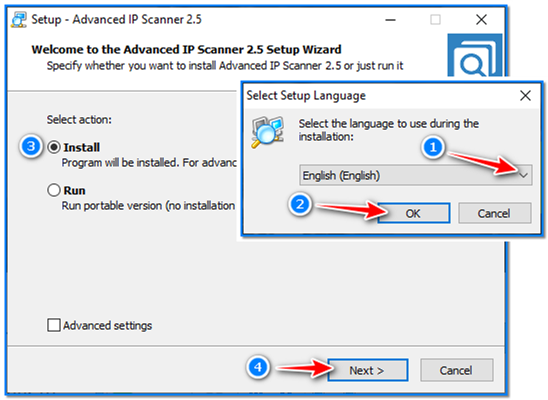 Setup - Advanced IP Scanner 2.5
Welcome to the Advanced IP Scanner 2.5 Setup Wizard
Specify whether you want to install Advanced IP Scanner 2.5 or just run it
Select Setup Language
Select the language to use during the
installation:
1
English (English)
2
OK
Cancel
Select action:
3
Install
Program will be installed. For
Run
Run portable version (no installation
Advanced settings
4
Next >
Cancel